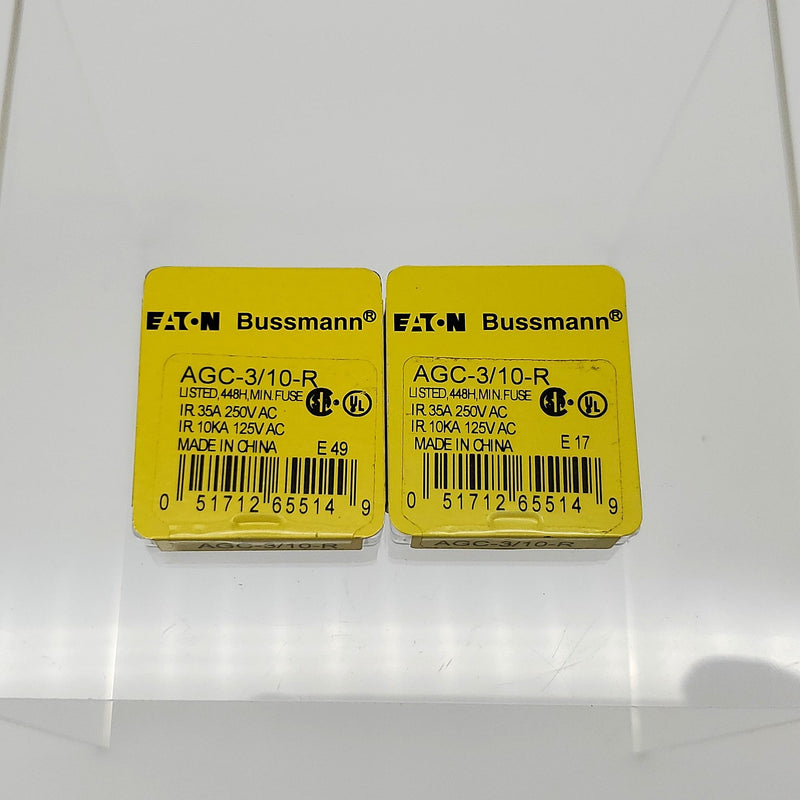 EATON Bussmann®
AGC-3/10-R
LISTED, 448H, MIN. FUSE
IR 35A 250V AC
IR 10KA 125V AC
MADE IN CHINA E 49
0 51712 65514 9
AGC-3/10-R
EATON Bussmann®
AGC-3/10-R
LISTED, 448H, MIN. FUSE
IR 35A 250V AC
IR 10KA 125V AC
MADE IN CHINA E 17
0 51712 65514 9
AGC-3/10-R